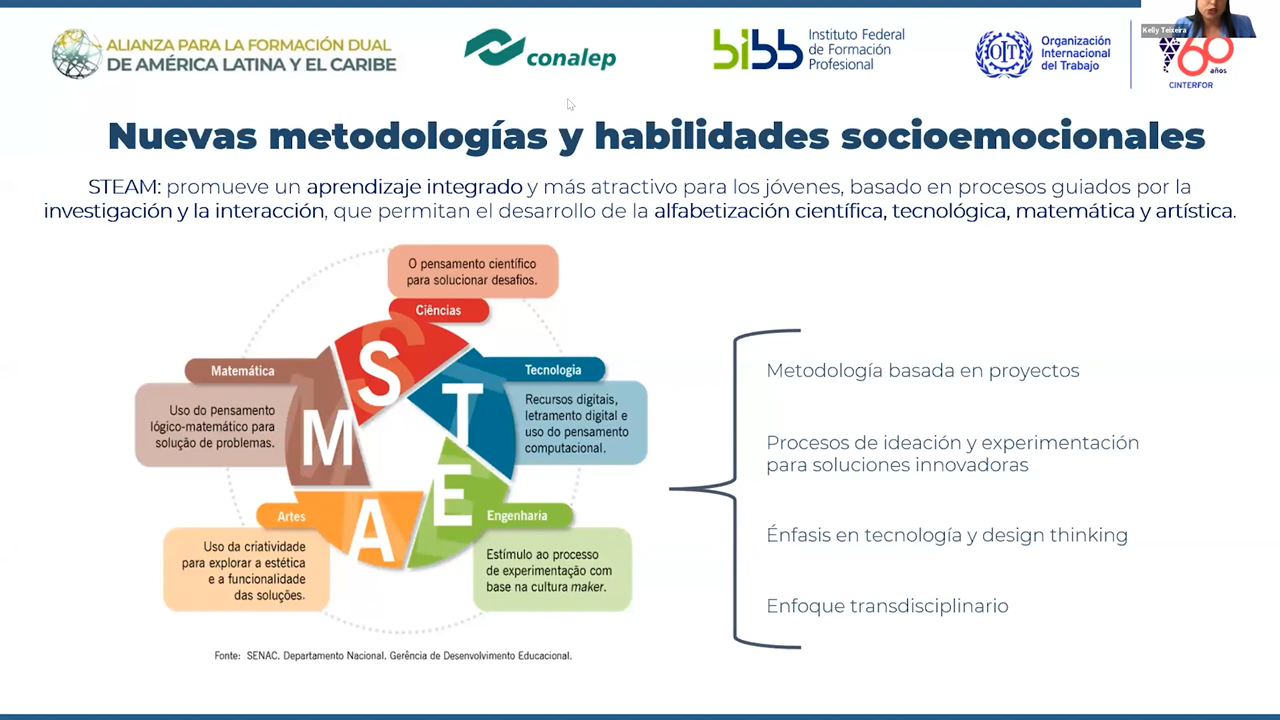 ALIANZA PARA LA FORMACIÓN DUAL
DE AMÉRICA LATINA Y EL CARIBE
conalep
bibb
Instituto Federal
de Formación
Profesional
OIT
Organización
Internacional
del Trabajo
Kelly Teixeira
60
años
CINTERFOR
Nuevas metodologías y habilidades socioemocionales
STEAM: promueve un aprendizaje integrado y más atractivo para los jóvenes, basado en procesos guiados por la
investigación y la interacción, que permitan el desarrollo de la alfabetización científica, tecnológica, matemática y artística.
O pensamento científico
para solucionar desafios.
Ciências
S
Tecnologia
T
Recursos digitais,
letramento digital e
uso do pensamento
computacional.
Engenharia
E
Estímulo ao processo
de experimentação com
base na cultura maker.
Artes
A
Uso da criatividade
para explorar a estética
e a funcionalidade
das soluções.
Matemática
M
Uso do pensamento
lógico-matemático para
solução de problemas.
Fonte: SENAC. Departamento Nacional. Gerência de Desenvolvimento Educacional.
Metodología basada en proyectos
Procesos de ideación y experimentación
para soluciones innovadoras
Énfasis en tecnología y design thinking
Enfoque transdisciplinario